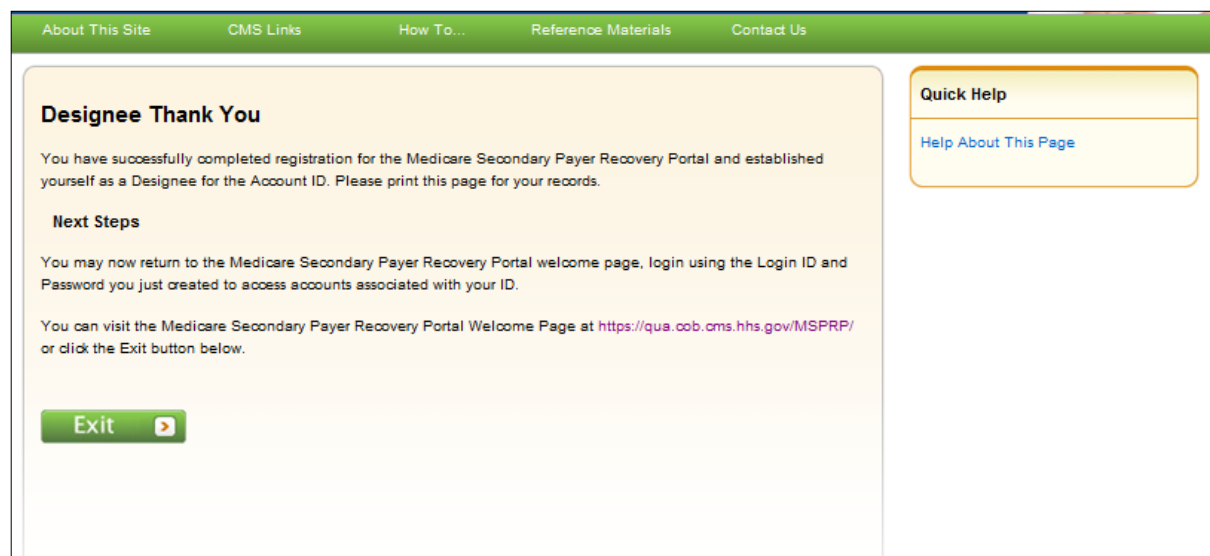 About This Site CMS Links How To... Reference Materials Contact Us
Designee Thank You
You have successfully completed registration for the Medicare Secondary Payer Recovery Portal and established
yourself as a Designee for the Account ID. Please print this page for your records.
Next Steps
You may now return to the Medicare Secondary Payer Recovery Portal welcome page, login using the Login ID and
Password you just created to access accounts associated with your ID.
You can visit the Medicare Secondary Payer Recovery Portal Welcome Page at https://qua.cob.cms.hhs.gov/MSPRP/
or click the Exit button below.
Exit
Quick Help
Help About This Page